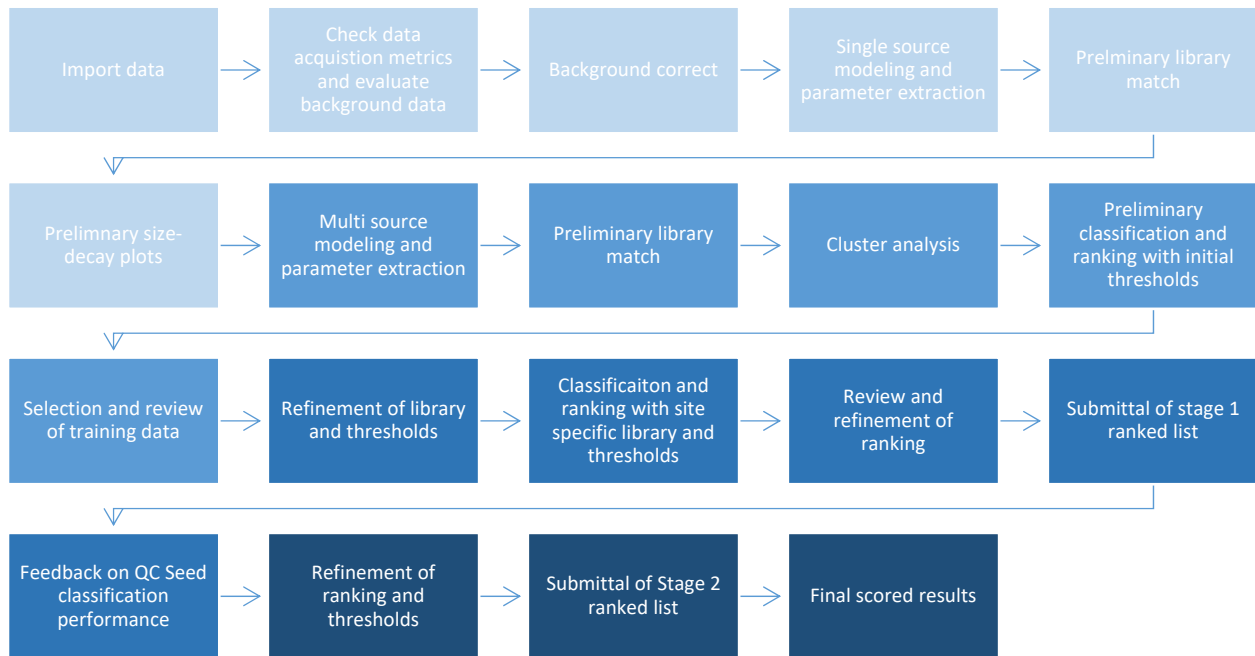 Import data
Check data
acquistion metrics
and evaluate
background data
Background correct
Single source
modeling and
parameter extraction
Prelminary library
match
Prelimnary size-
decay plots
Multi source
modeling and
parameter extraction
Preliminary library
match
Cluster analysis
Preliminary
classification and
ranking with initial
thresholds
Selection and review
of training data
Refinement of library
and thresholds
Classificaiton and
ranking with site
specific library and
thresholds
Review and
refinement of
ranking
Submittal of stage 1
ranked list
Feedback on QC Seed
classification
performance
Refinement of
ranking and
thresholds
Submittal of Stage 2
ranked list
Final scored results